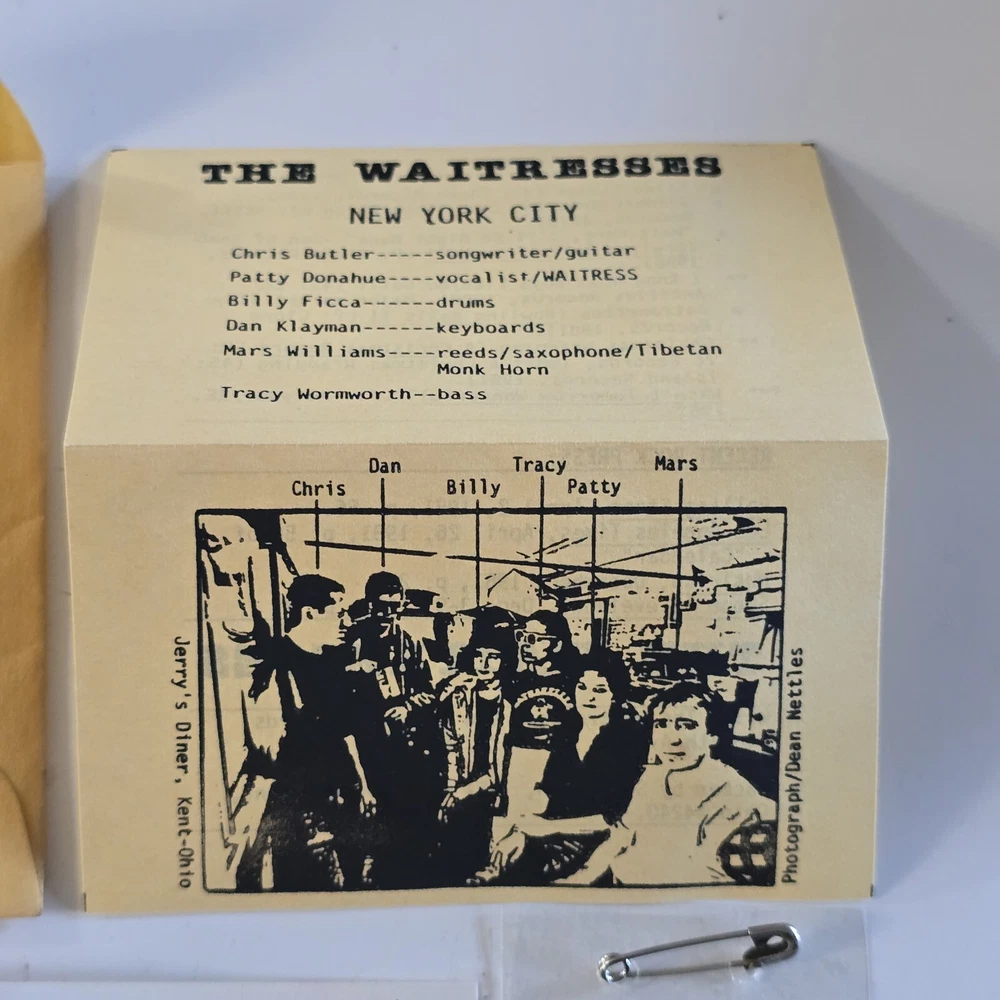 THE WAITRESSES
NEW YORK CITY
Chris Butler-----songwriter/guitar
Patty Donahue----vocalist/WAITRESS
Billy Ficca------drums
Dan Klayman------keyboards
Mars Williams----reeds/saxophone/Tibetan
Monk Horn
Tracy Wormworth--bass
Dan Tracy Mars
Chris Billy Patty
Jerry's Diner, Kent-Ohio
Photograph/Dean Nettles